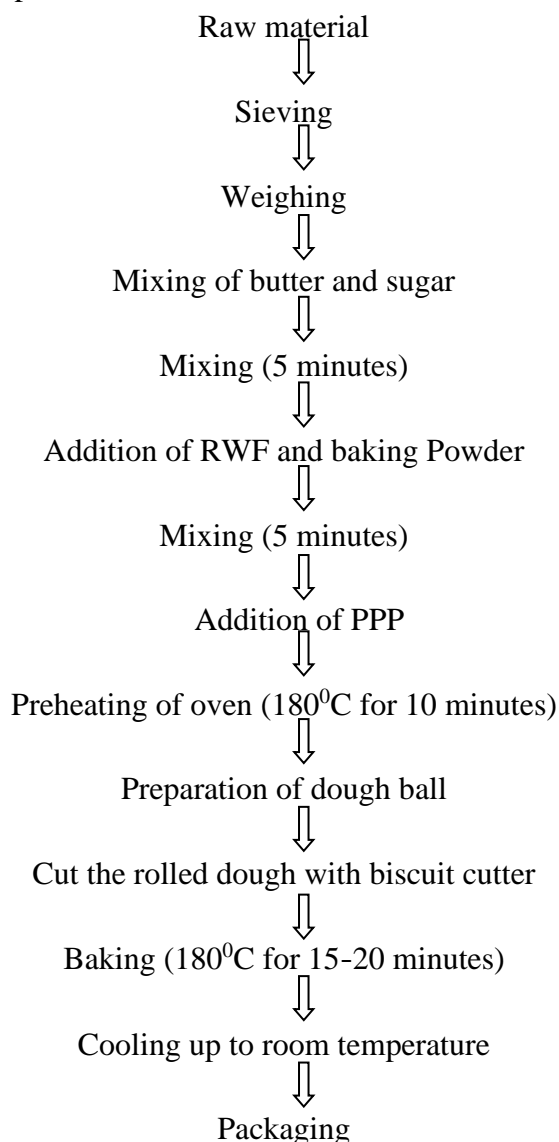 Raw material
Sieving
Weighing
Mixing of butter and sugar
Mixing (5 minutes)
Addition of RWF and baking Powder
Mixing (5 minutes)
Addition of PPP
Preheating of oven (180⁰C for 10 minutes)
Preparation of dough ball
Cut the rolled dough with biscuit cutter
Baking (180⁰C for 15-20 minutes)
Cooling up to room temperature
Packaging